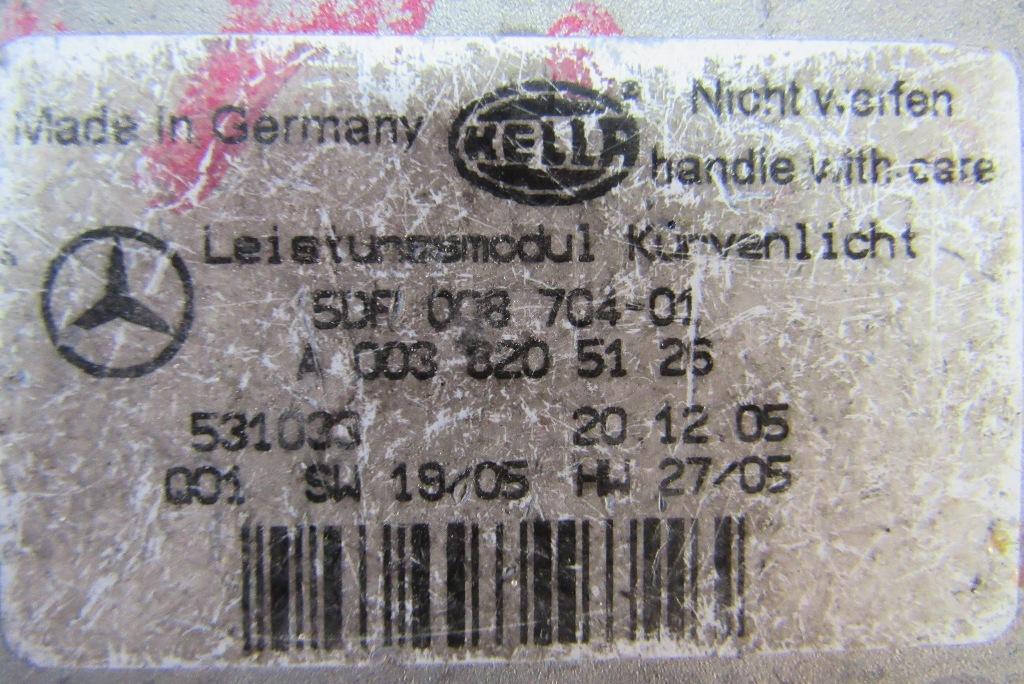 Made in Germany
HELLA
Nicht werfen
handle with care
Leistungsmodul Kurvenlicht
5DF 008 704-01
A 003 820 51 26
531033 20.12.05
001 SW 19/05 HW 27/05